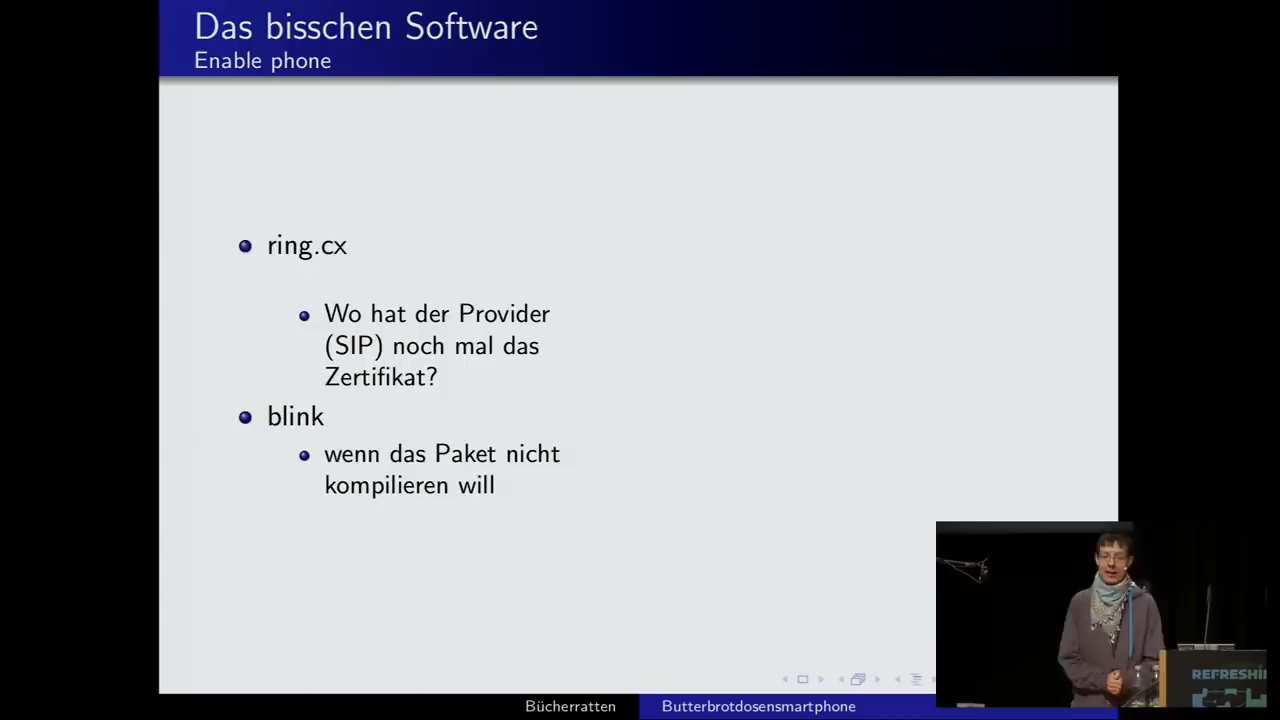 Das bisschen Software
Enable phone
ring.cx
Wo hat der Provider
(SIP) noch mal das
Zertifikat?
blink
wenn das Paket nicht
kompilieren will
Bücherratten
Butterbrotdosensmartphone